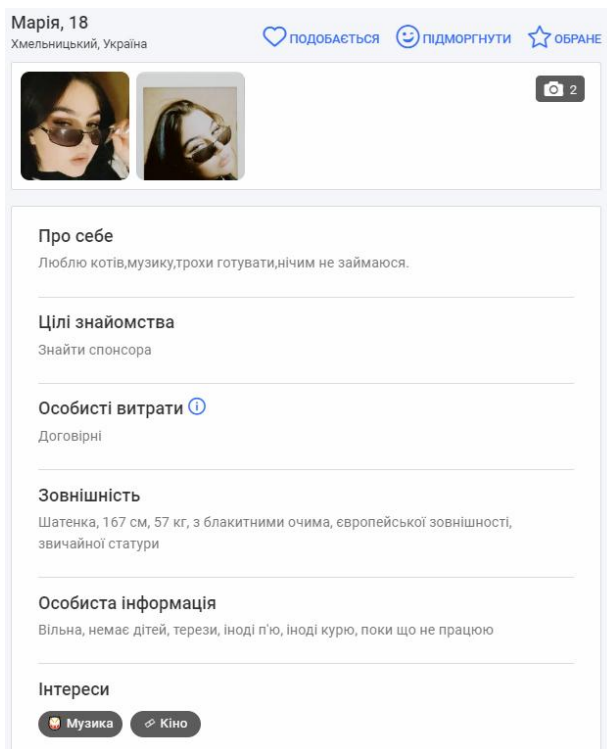 Марія, 18
Хмельницький, Україна
ПОДОБАЄТЬСЯ ПІДМОРГНУТИ ОБРАНЕ
2
Про себе
Люблю котів,музику,трохи готувати,нічим не займаюся.
Цілі знайомства
Знайти спонсора
Особисті витрати
Договірні
Зовнішність
Шатенка, 167 см, 57 кг, з блакитними очима, європейської зовнішності,
звичайної статури
Особиста інформація
Вільна, немає дітей, терези, іноді п'ю, іноді курю, поки що не працюю
Інтереси
Музика Кіно